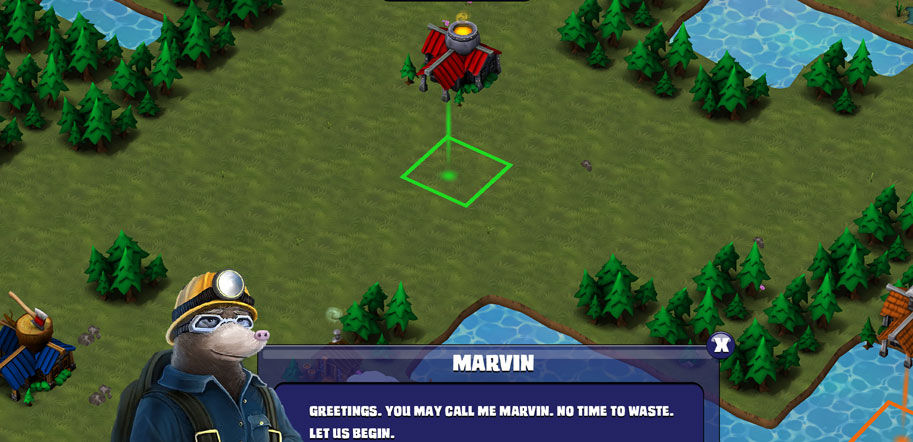 MARVIN
X
GREETINGS. YOU MAY CALL ME MARVIN. NO TIME TO WASTE.
LET US BEGIN.